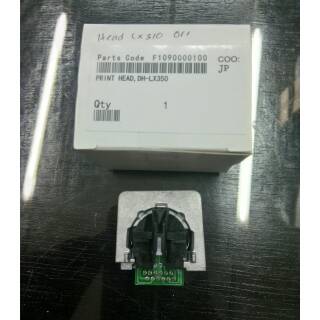 Head LX310 Ori
Parts Code F1090000100 COO:
JP
PRINT HEAD,DH-LX350
Qty 1